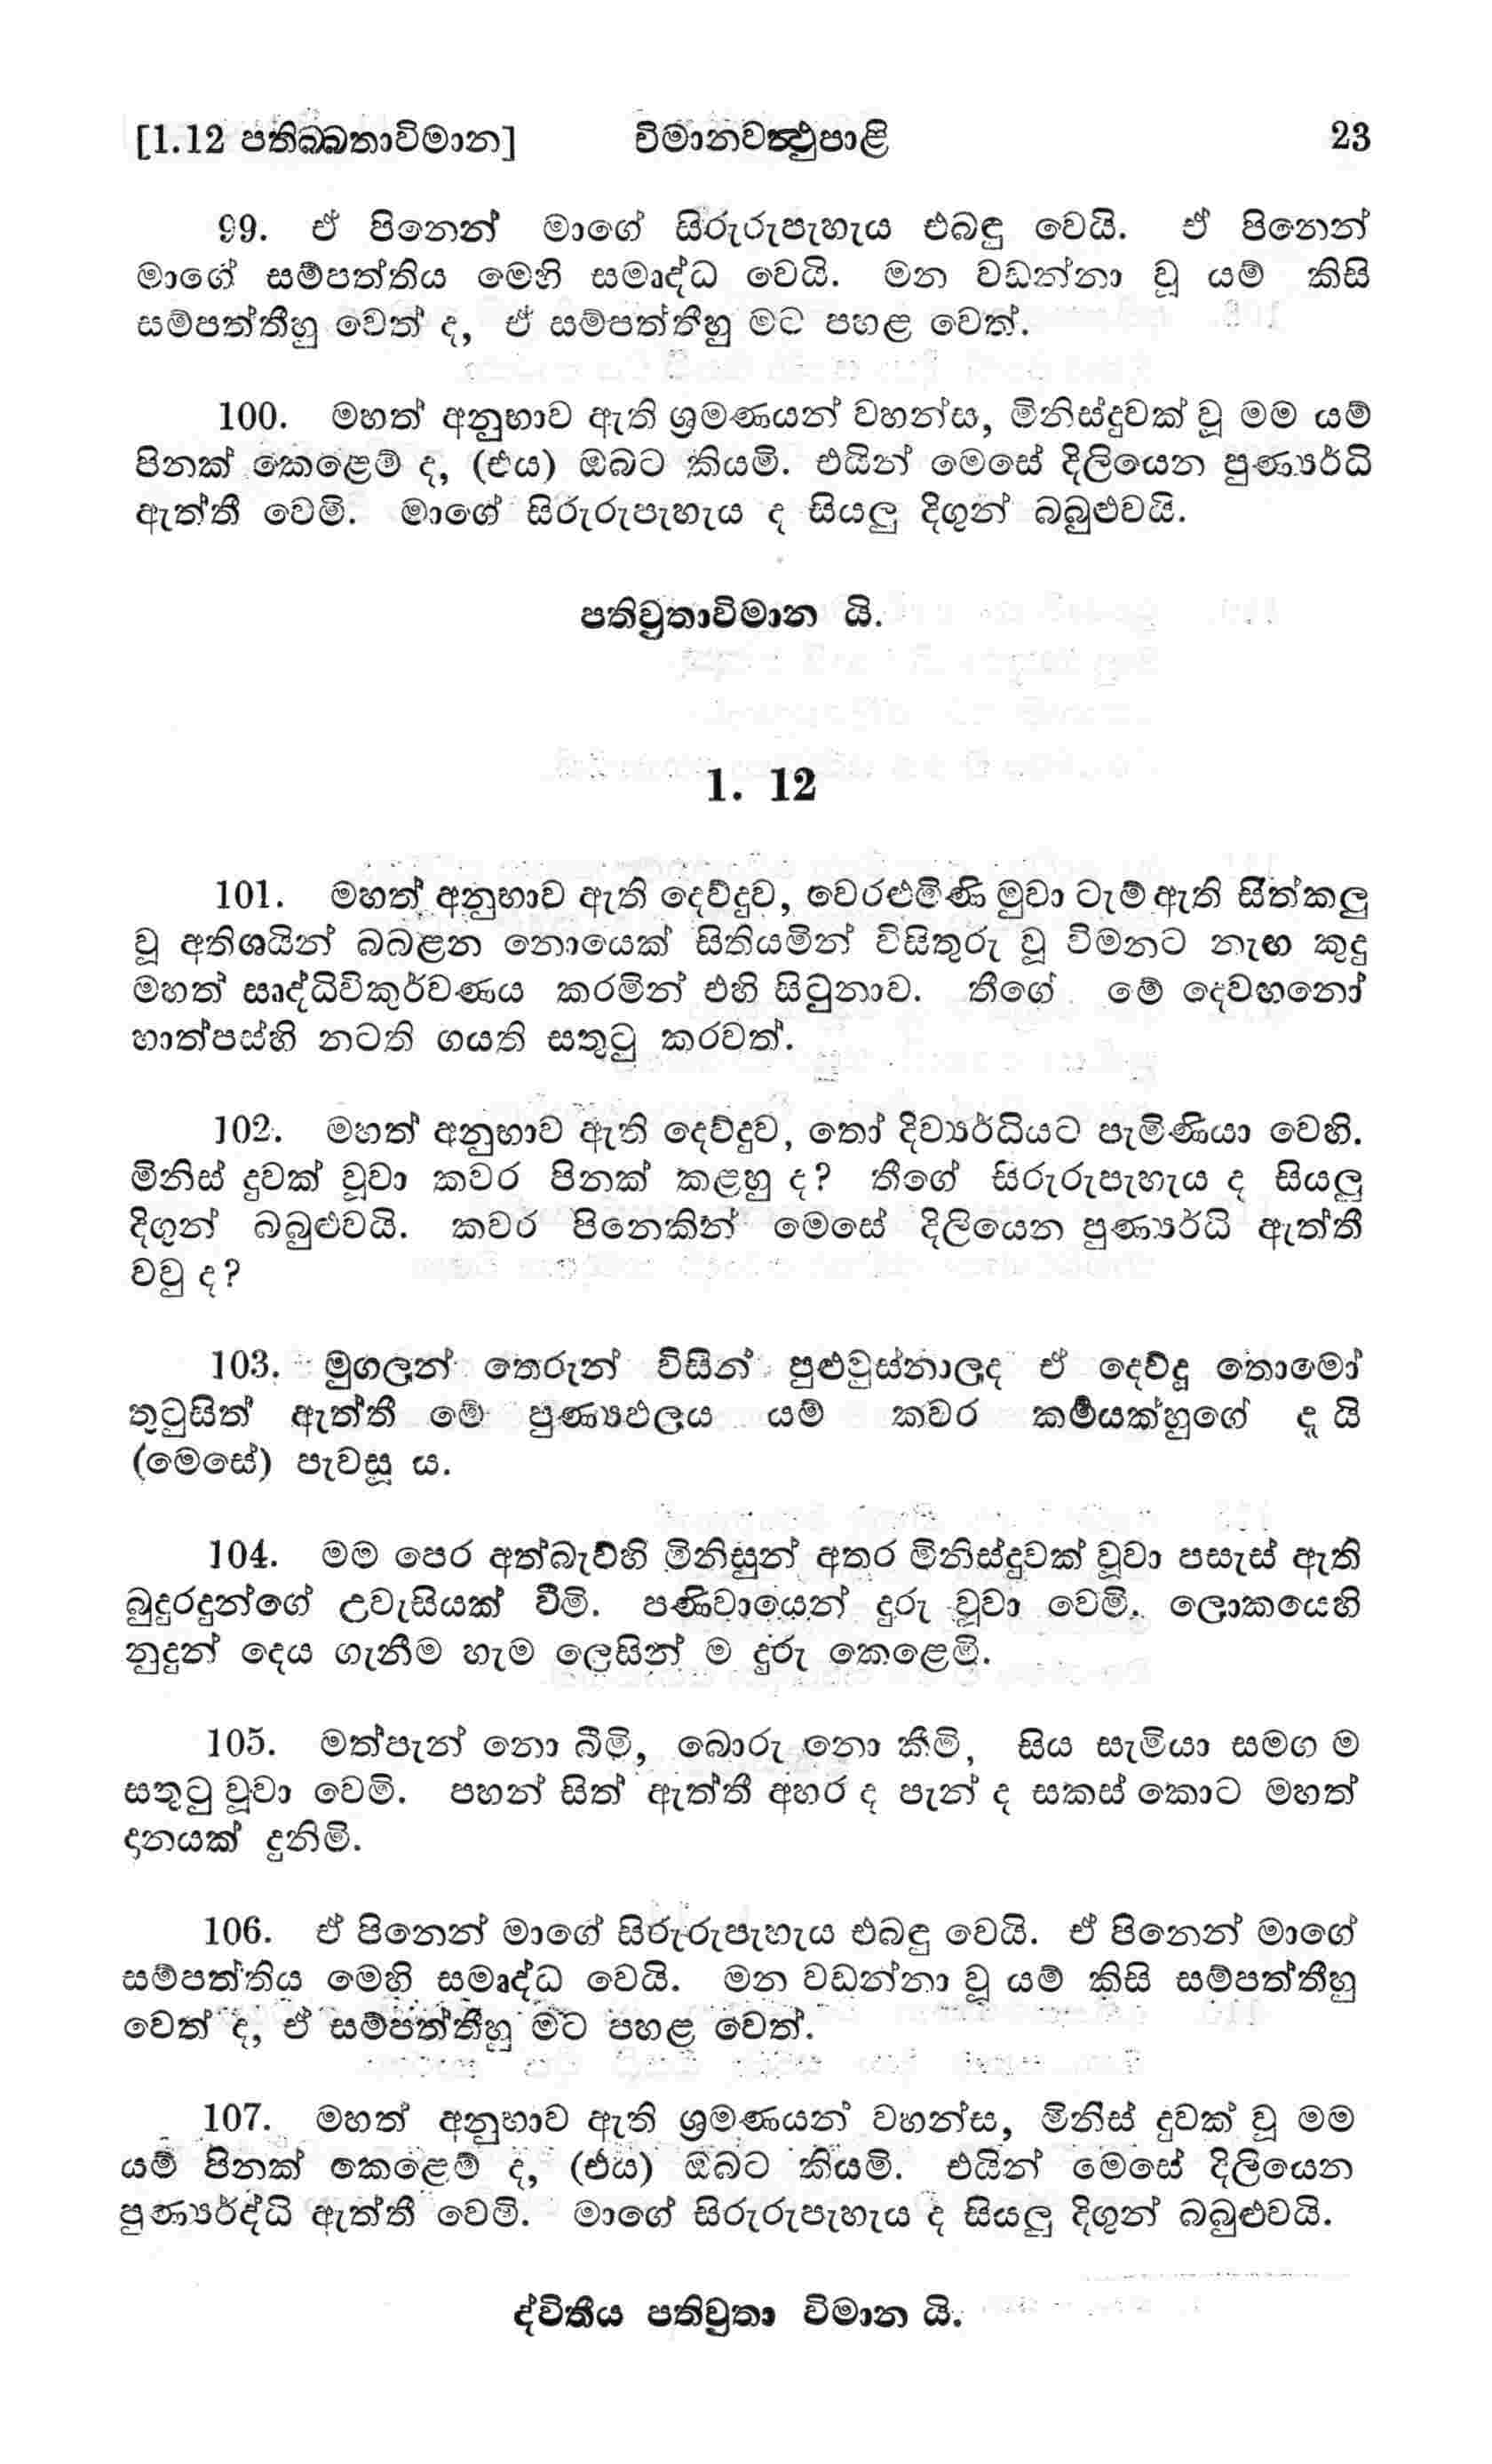 [1.12 පතිබ්බතාවිමාන] විමානවත්‍ථුපාළි 23
99. ඒ පිනෙන් මාගේ සිරුරුපැහැය එබඳු වෙයි. ඒ පිනෙන්
මාගේ සම්පත්තිය මෙහි සමෘද්ධ වෙයි. මන වඩන්නා වූ යම් කිසි
සම්පත්තීහු වෙත් ද, ඒ සම්පත්තීහු මට පහළ වෙත්.
100. මහත් අනුභාව ඇති ශ්‍රමණයන් වහන්ස, මිනිස්දුවක් වූ මම යම්
පිනක් කෙළෙම් ද, (එය) ඔබට කියමි. එයින් මෙසේ දිලියෙන පුණ්‍යර්ධි
ඇත්තී වෙමි. මාගේ සිරුරුපැහැය ද සියලු දිගුන් බබුළුවයි.
පතිව්‍රතාවිමාන යි.
1. 12
101. මහත් අනුභාව ඇති දෙව්දුව, වෙරළුමිණි මුවා ටැම් ඇති සිත්කලු
වූ අතිශයින් බබළන නොයෙක් සිතියමින් විසිතුරු වූ විමනට නැඟ කුදු
මහත් සෘද්ධිවිකුර්වණය කරමින් එහි සිටුනාව. තීගේ මේ දෙවඟනෝ
හාත්පස්හි නටති ගයති සතුටු කරවත්.
102. මහත් අනුභාව ඇති දෙව්දුව, තෝ දිව්‍යර්ධියට පැමිණියා වෙහි.
මිනිස් දුවක් වූවා කවර පිනක් කළහු ද? තීගේ සිරුරුපැහැය ද සියලු
දිගුන් බබුළුවයි. කවර පිනෙකින් මෙසේ දිලියෙන පුණ්‍යර්ධි ඇත්තී
වවු ද?
103. මුගලන් තෙරුන් විසින් පුළුවුස්නාලද ඒ දෙව්දූ තොමෝ
තුටුසිත් ඇත්තී මේ පුණ්‍යඵලය යම් කවර කර්‍මයක්හුගේ දැ යි
(මෙසේ) පැවසූ ය.
104. මම පෙර අත්බැව්හි මිනිසුන් අතර මිනිස්දුවක් වූවා පසැස් ඇති
බුදුරදුන්ගේ උවැසියක් වීමි. පණිවායෙන් දුරු වූවා වෙමි. ලොකයෙහි
නුදුන් දෙය ගැනීම හැම ලෙසින් ම දුරු කෙළෙමි.
105. මත්පැන් නො බීමි, බොරු නො කීමි, සිය සැමියා සමග ම
සතුටු වූවා වෙමි. පහන් සිත් ඇත්තී අහර ද පැන් ද සකස් කොට මහත්
දනයක් දුනිමි.
106. ඒ පිනෙන් මාගේ සිරුරුපැහැය එබඳු වෙයි. ඒ පිනෙන් මාගේ
සම්පත්තිය මෙහි සමෘද්ධ වෙයි. මන වඩන්නා වූ යම් කිසි සම්පත්තීහු
වෙත් ද, ඒ සම්පත්තීහු මට පහළ වෙත්.
107. මහත් අනුභාව ඇති ශ්‍රමණයන් වහන්ස, මිනිස් දුවක් වූ මම
යම් පිනක් කෙළෙම් ද, (එය) ඔබට කියමි. එයින් මෙසේ දිලියෙන
පුණ්‍යර්ද්ධි ඇත්තී වෙමි. මාගේ සිරුරුපැහැය ද සියලු දිගුන් බබුළුවයි.
ද්විතීය පතිව්‍රතා විමාන යි.